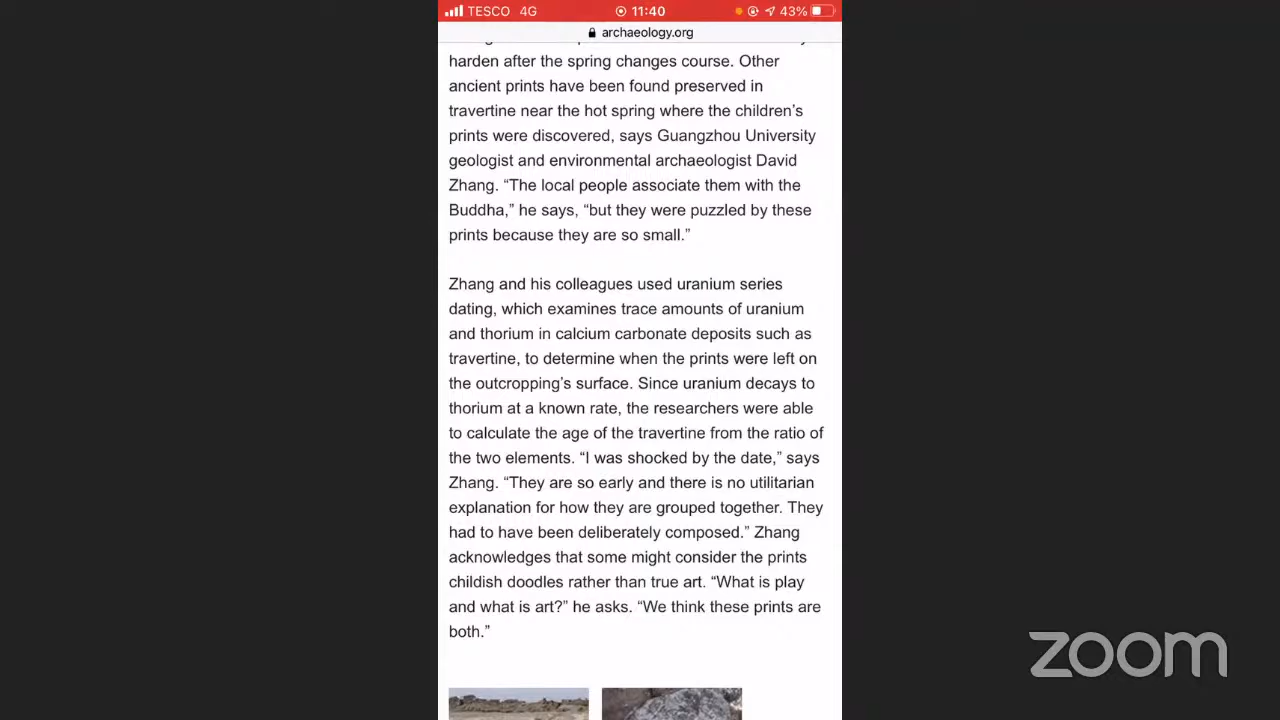 TESCO 4G 11:40 43%
archaeology.org
harden after the spring changes course. Other
ancient prints have been found preserved in
travertine near the hot spring where the children’s
prints were discovered, says Guangzhou University
geologist and environmental archaeologist David
Zhang. “The local people associate them with the
Buddha,” he says, “but they were puzzled by these
prints because they are so small.”
Zhang and his colleagues used uranium series
dating, which examines trace amounts of uranium
and thorium in calcium carbonate deposits such as
travertine, to determine when the prints were left on
the outcropping’s surface. Since uranium decays to
thorium at a known rate, the researchers were able
to calculate the age of the travertine from the ratio of
the two elements. “I was shocked by the date,” says
Zhang. “They are so early and there is no utilitarian
explanation for how they are grouped together. They
had to have been deliberately composed.” Zhang
acknowledges that some might consider the prints
childish doodles rather than true art. “What is play
and what is art?” he asks. “We think these prints are
both.”
zoom